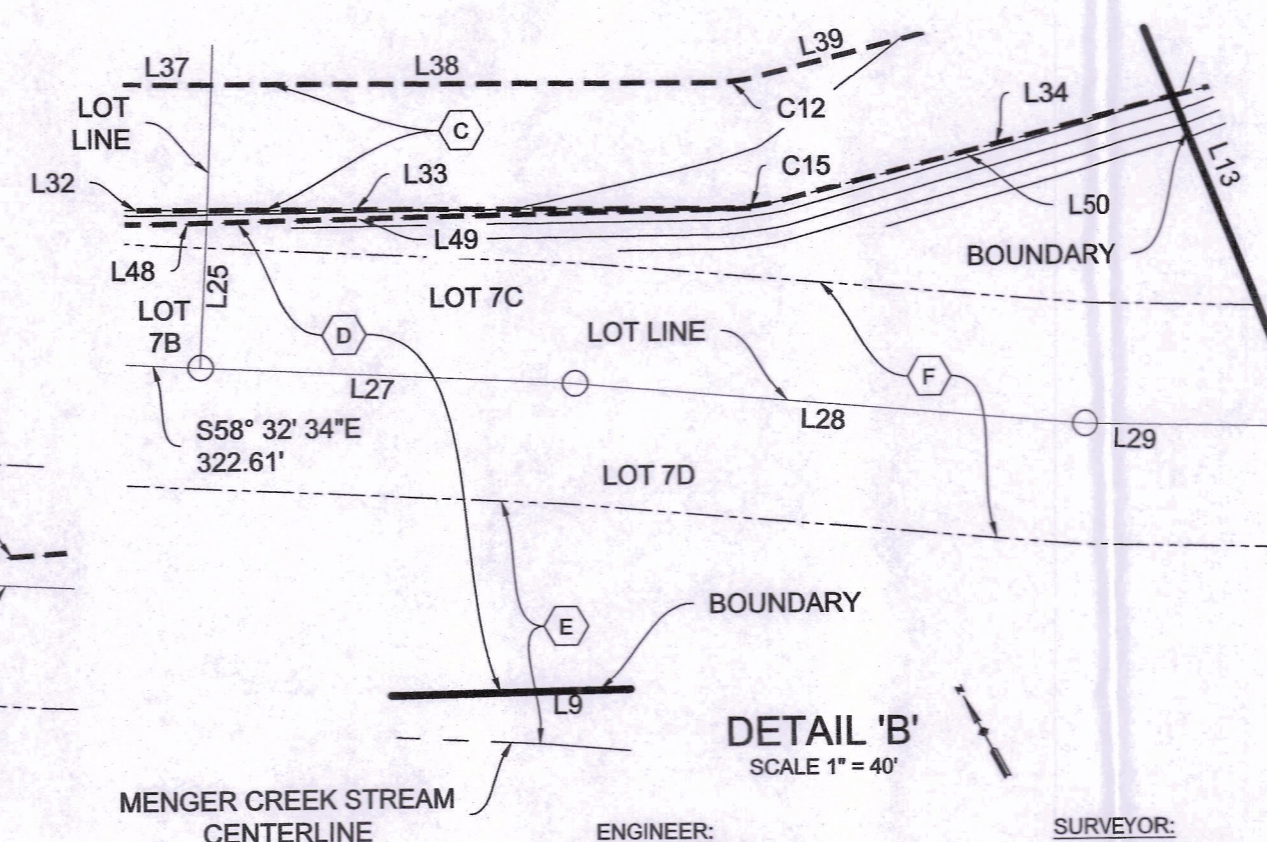 L39
L37
L38
LOT
LINE
C12
L34
C
C15
L33
L32
L13
L50
L49
BOUNDARY
L48
L25
LOT 7C
LOT
7B
D
LOT LINE
F
L27
L28
S58° 32' 34"E
322.61'
L29
LOT 7D
BOUNDARY
E
L9
DETAIL 'B'
SCALE 1" = 40'
MENGER CREEK STREAM
CENTERLINE
ENGINEER:
SURVEYOR: